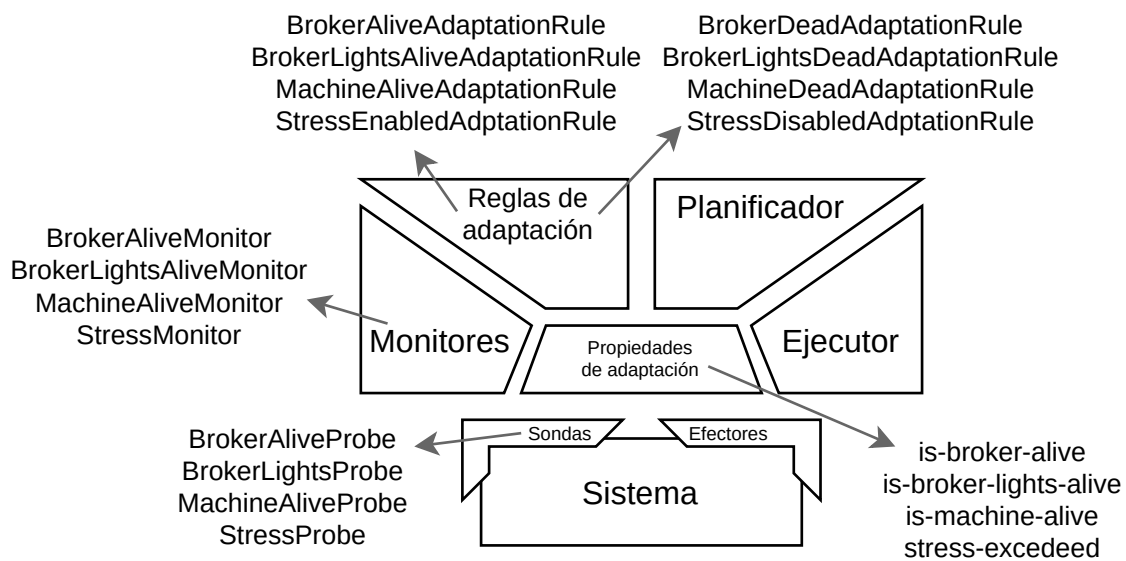 BrokerAliveAdaptationRule
BrokerLightsAliveAdaptationRule
MachineAliveAdaptationRule
StressEnabledAdptationRule
BrokerDeadAdaptationRule
BrokerLightsDeadAdaptationRule
MachineDeadAdaptationRule
StressDisabledAdptationRule
Reglas de
adaptación
Planificador
BrokerAliveMonitor
BrokerLightsAliveMonitor
MachineAliveMonitor
StressMonitor
Monitores
Propiedades
de adaptación
Ejecutor
BrokerAliveProbe
BrokerLightsProbe
MachineAliveProbe
StressProbe
Sondas
Efectores
Sistema
is-broker-alive
is-broker-lights-alive
is-machine-alive
stress-excedeed